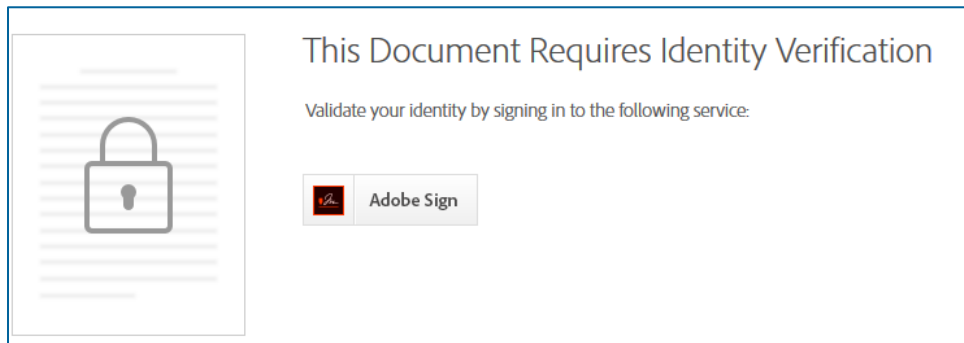 This Document Requires Identity Verification
Validate your identity by signing in to the following service:
Adobe Sign